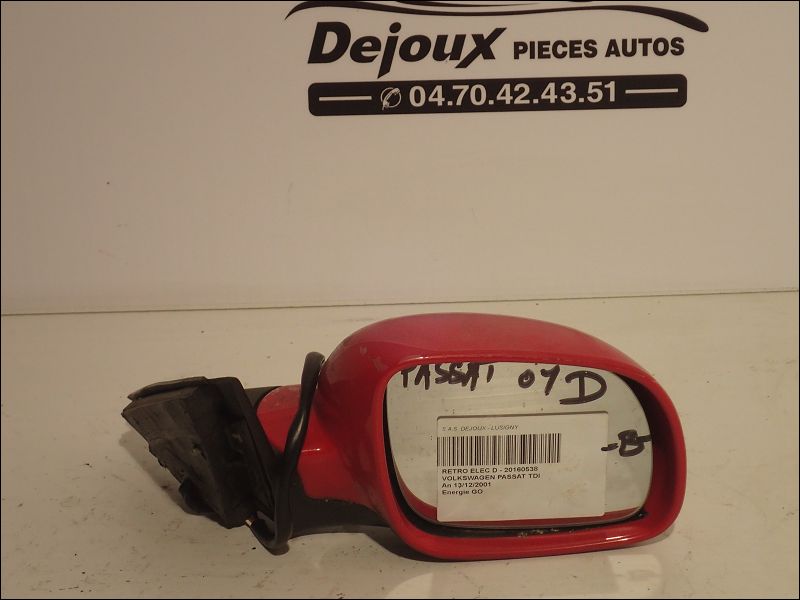 Dejoux PIECES AUTOS
04.70.42.43.51
PASSAT 01 D
-B-
S.A.S. DEJOUX - LUSIGNY
RETRO ELEC D - 20160538
VOLKSWAGEN PASSAT TDI
An 13/12/2001
Energie GO